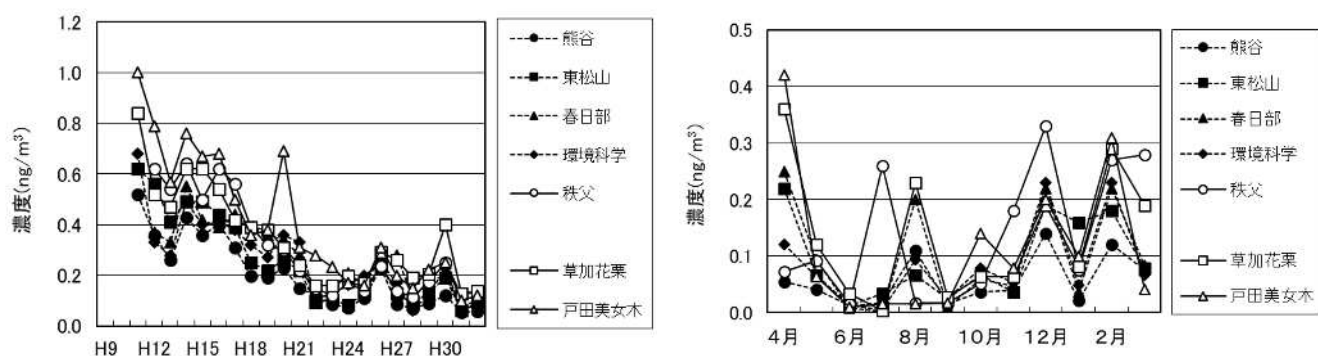 濃度(ng/m³)
1.2
1.0
0.8
0.6
0.4
0.2
0.0
H9 H12 H15 H18 H21 H24 H27 H30
熊谷
東松山
春日部
環境科学
秩父
草加花栗
戸田美女木
濃度(ng/m³)
0.5
0.4
0.3
0.2
0.1
0.0
4月 6月 8月 10月 12月 2月
熊谷
東松山
春日部
環境科学
秩父
草加花栗
戸田美女木